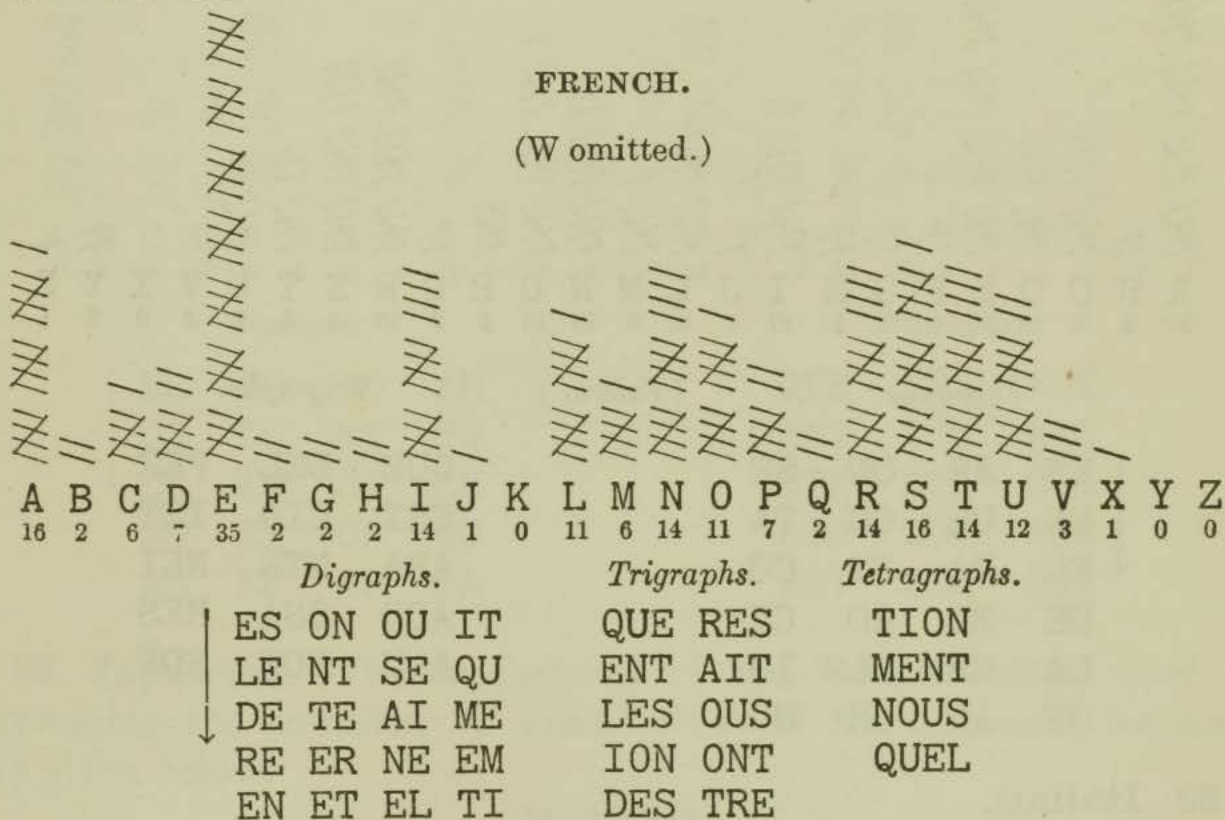 FRENCH.
(W omitted.)
A B C D E F G H I J K L M N O P Q R S T U V X Y Z
16 2 6 7 35 2 2 2 14 1 0 11 6 14 11 7 2 14 16 14 12 3 1 0 0
Digraphs. Trigraphs. Tetragraphs.
ES ON OU IT QUE RES TION
LE NT SE QU ENT AIT MENT
DE TE AI ME LES OUS NOUS
RE ER NE EM ION ONT QUEL
EN ET EL TI DES TRE